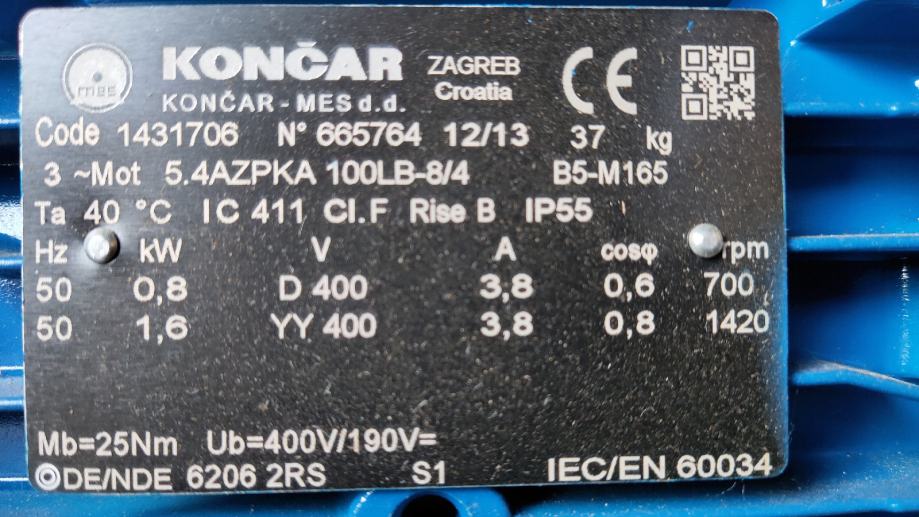 mes
KONČAR ZAGREB Croatia CE
KONČAR - MES d.d.
Code 1431706 N° 665764 12/13 37 kg
3 ~Mot 5.4AZPKA 100LB-8/4 B5-M165
Ta 40 °C IC 411 Cl.F Rise B IP55
Hz kW V A cosφ rpm
50 0,8 D 400 3,8 0,6 700
50 1,6 YY 400 3,8 0,8 1420
Mb=25Nm Ub=400V/190V=
DE/NDE 6206 2RS S1 IEC/EN 60034